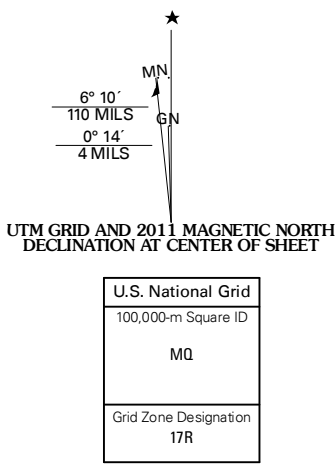 MN.
6° 10´
110 MILS
GN
0° 14´
4 MILS
UTM GRID AND 2011 MAGNETIC NORTH
DECLINATION AT CENTER OF SHEET
U.S. National Grid
100,000-m Square ID
MQ
Grid Zone Designation
17R